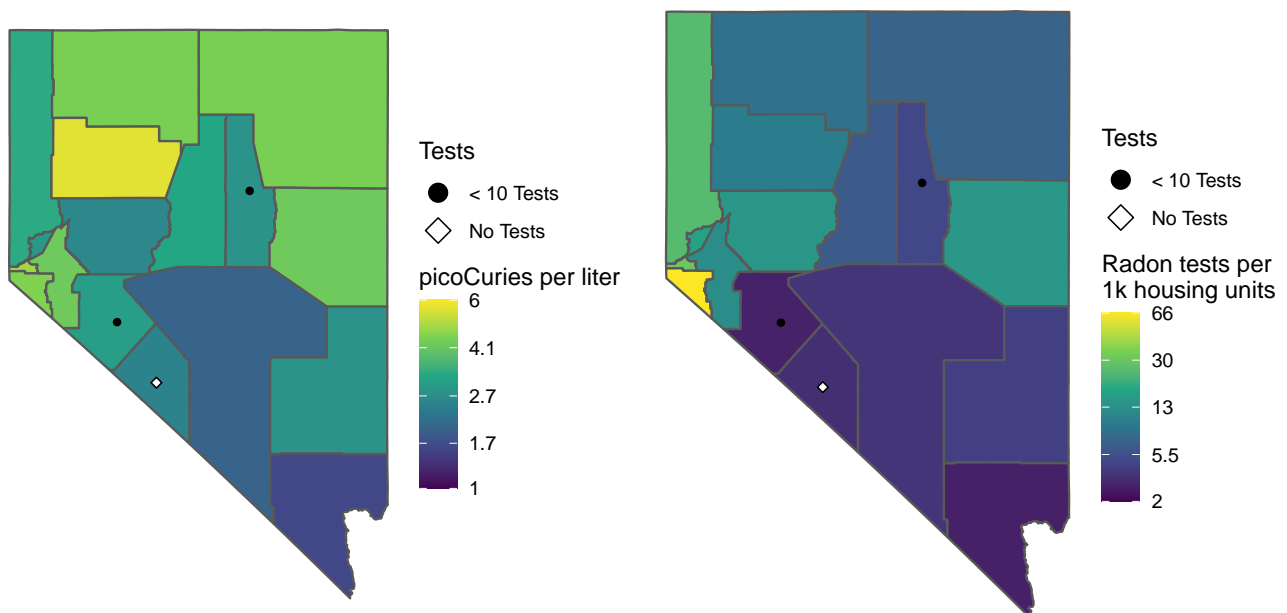 Tests
< 10 Tests
No Tests
picoCuries per liter
6
4.1
2.7
1.7
1
Tests
< 10 Tests
No Tests
Radon tests per
1k housing units
66
30
13
5.5
2